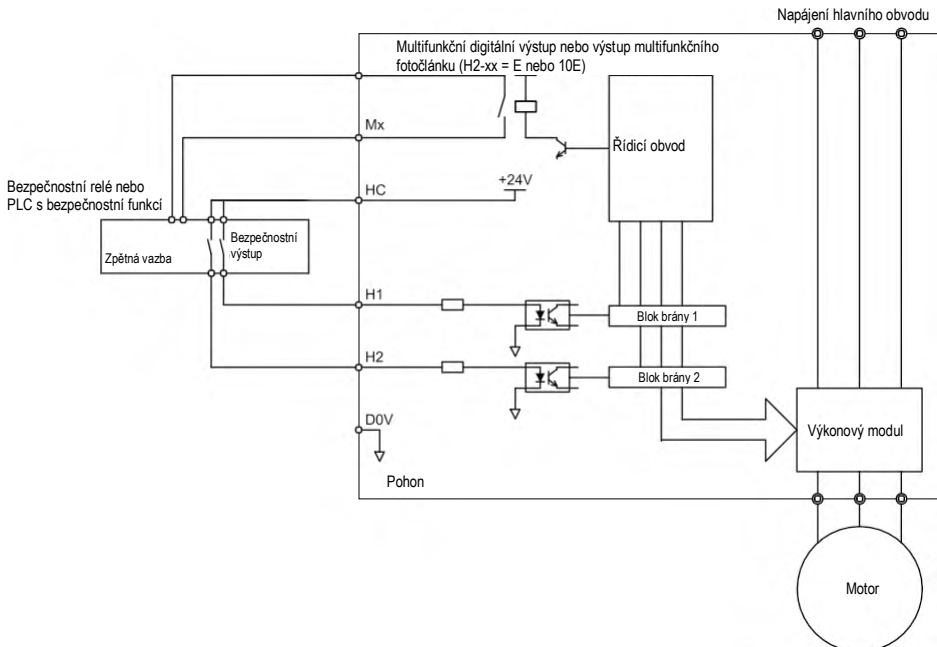 Napájení hlavního obvodu
Multifunkční digitální výstup nebo výstup multifunkčního
fotočlánku (H2-xx = E nebo 10E)
Mx
Řídicí obvod
+24V
HC
Bezpečnostní relé nebo
PLC s bezpečnostní funkcí
Bezpečnostní
výstup
Zpětná vazba
H1
Blok brány 1
H2
Blok brány 2
D0V
Výkonový modul
Pohon
Motor